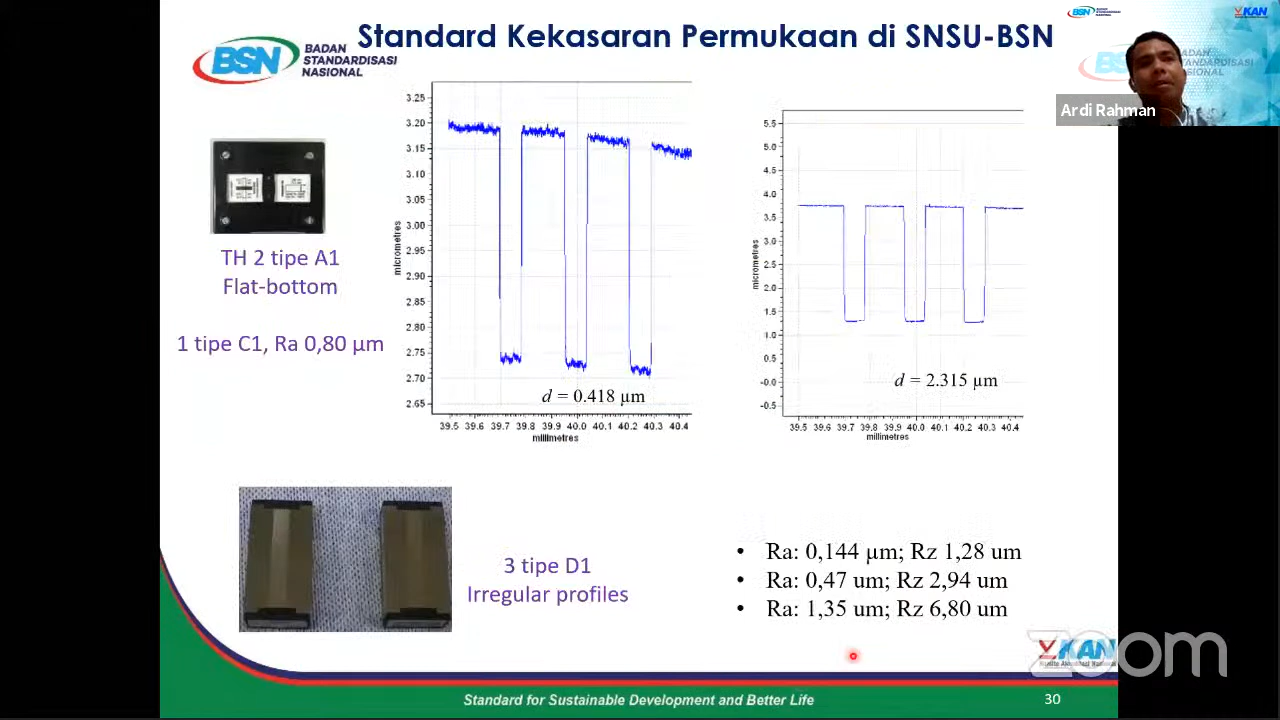 Standard Kekasaran Permukaan di SNSU-BSN
BSN
BADAN
STANDARDISASI
NASIONAL
BSN
KAN
Ardi Rahman
TH 2 tipe A1
Flat-bottom
1 tipe C1, Ra 0,80 µm
3.25
3.20
3.15
3.10
3.05
3.00
2.95
2.90
2.85
2.80
2.75
2.70
2.65
micrometres
39.5 39.6 39.7 39.8 39.9 40.0 40.1 40.2 40.3 40.4
millimetres
d = 0.418 µm
5.5
5.0
4.5
4.0
3.5
3.0
2.5
2.0
1.5
1.0
0.5
-0.0
-0.5
micrometres
39.5 39.6 39.7 39.8 39.9 40.0 40.1 40.2 40.3 40.4
millimetres
d = 2.315 µm
3 tipe D1
Irregular profiles
• Ra: 0,144 µm; Rz 1,28 um
• Ra: 0,47 um; Rz 2,94 um
• Ra: 1,35 um; Rz 6,80 um
KAN
Komite Akreditasi Nasional
zoom
Standard for Sustainable Development and Better Life
30